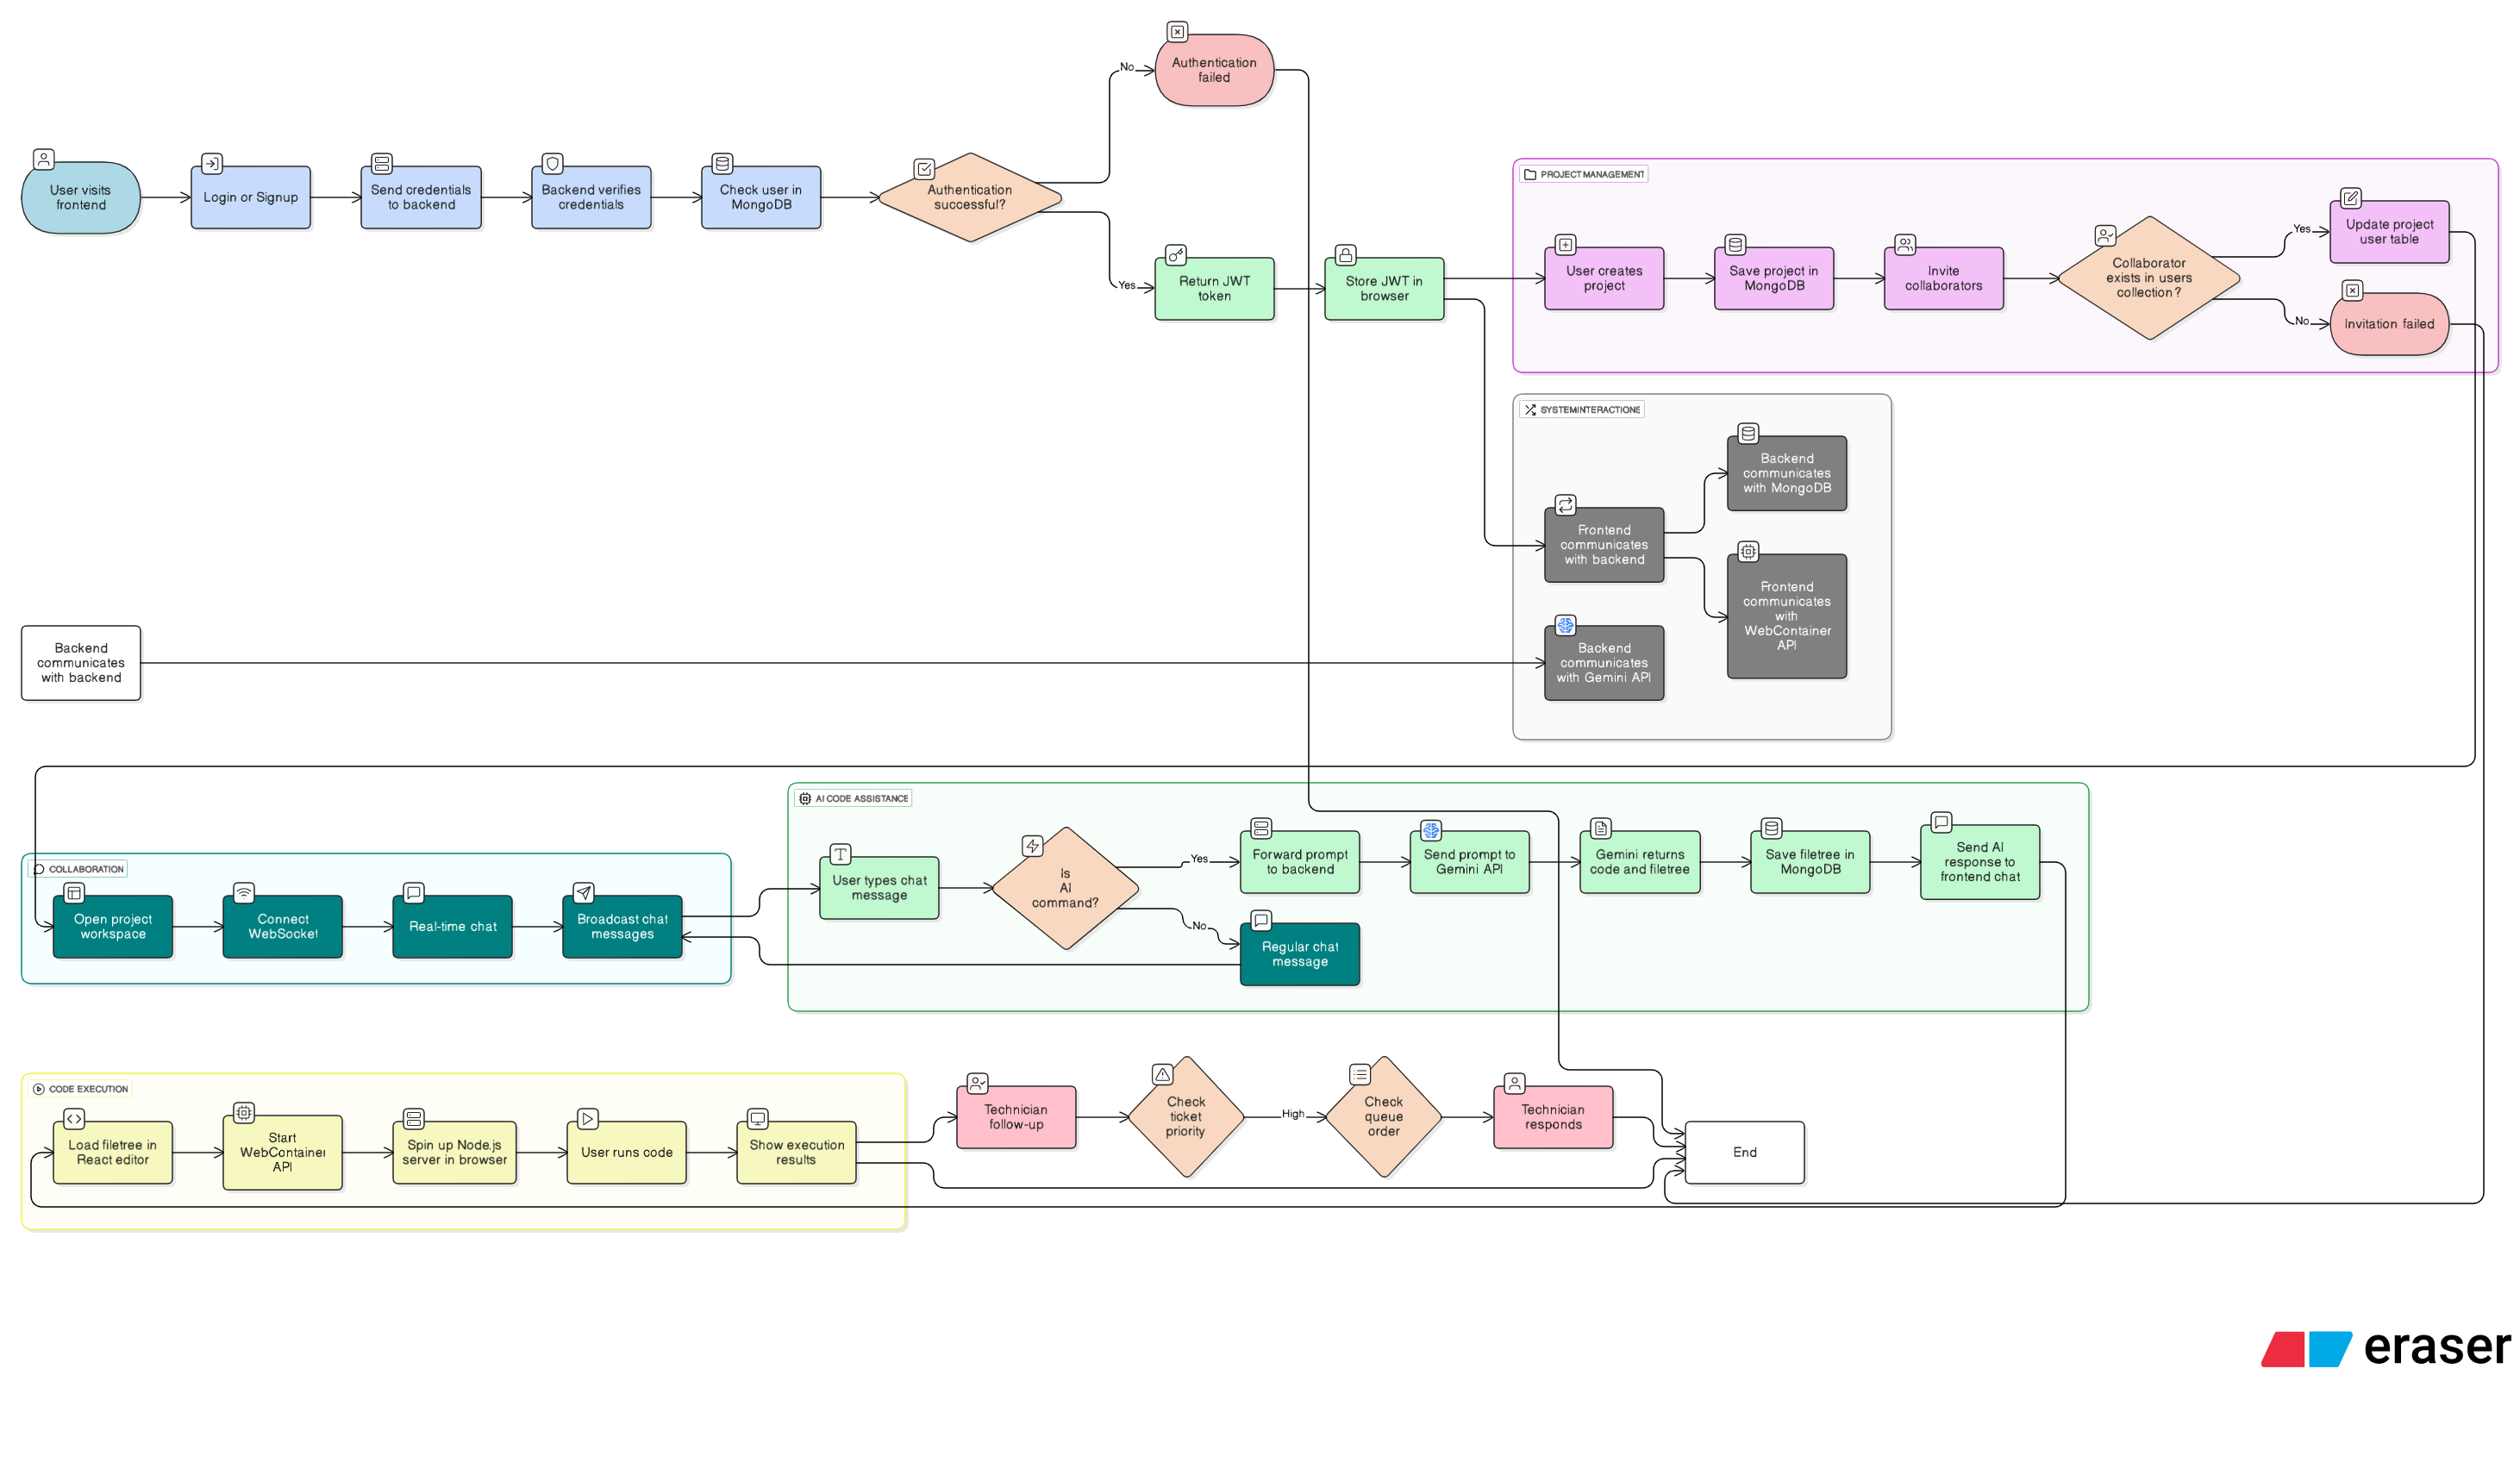 Authentication
failed
No
User visits
frontend
Login or Signup
Send credentials
to backend
Backend verifies
credentials
Check user in
MongoDB
Authentication
successful?
Yes
Return JWT
token
Store JWT in
browser
PROJECT MANAGEMENT
User creates
project
Save project in
MongoDB
Invite
collaborators
Collaborator
exists in users
collection?
Yes
Update project
user table
No
Invitation failed
SYSTEMINTERACTIONS
Backend
communicates
with MongoDB
Frontend
communicates
with backend
Frontend
communicates
with
WebContainer
API
Backend
communicates
with backend
Backend
communicates
with Gemini API
AI CODE ASSISTANCE
User types chat
message
Is
AI
command?
Yes
Forward prompt
to backend
Send prompt to
Gemini API
Gemini returns
code and filetree
Save filetree in
MongoDB
Send AI
response to
frontend chat
No
Regular chat
message
COLLABORATION
Open project
workspace
Connect
WebSocket
Real-time chat
Broadcast chat
messages
CODE EXECUTION
Load filetree in
React editor
Start
WebContainer
API
Spin up Node.js
server in browser
User runs code
Show execution
results
Technician
follow-up
Check
ticket
priority
High
Check
queue
order
Technician
responds
End
eraser